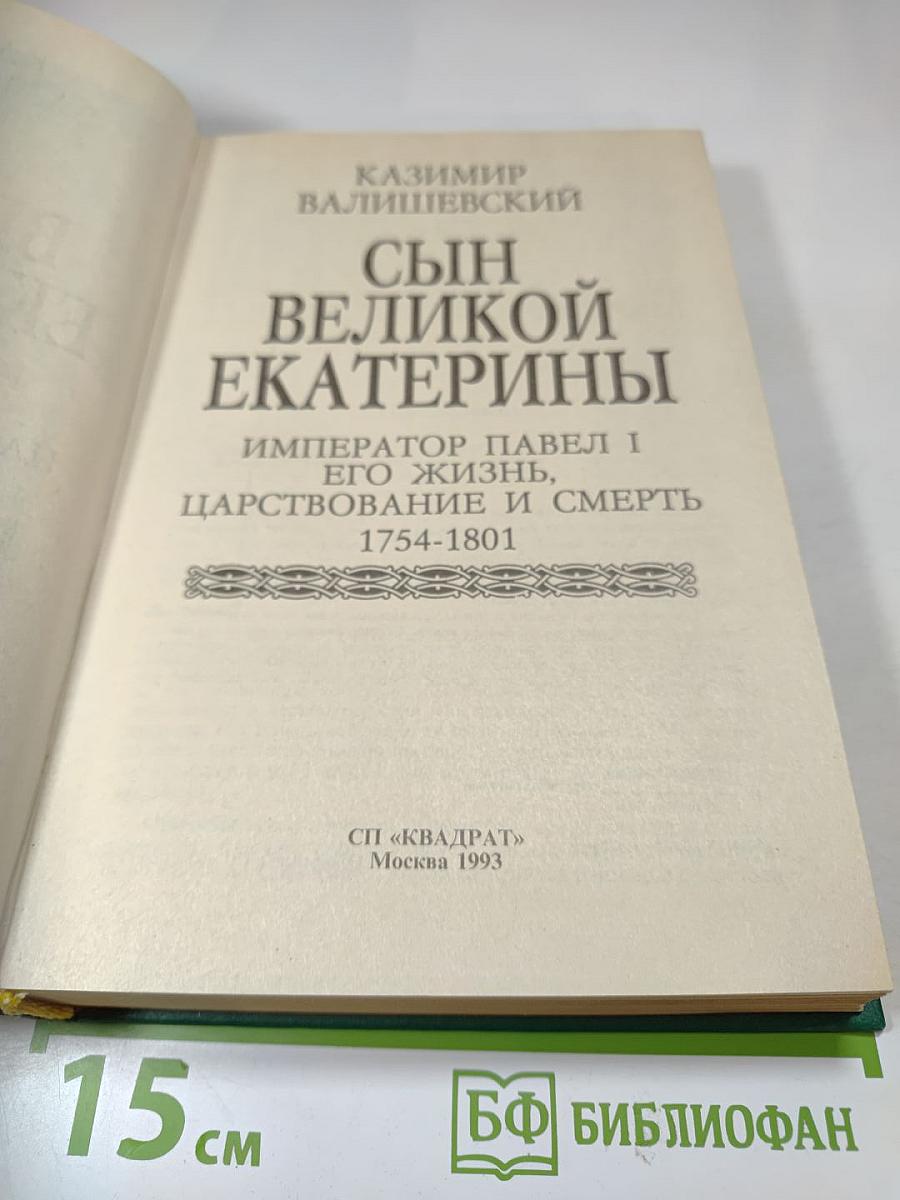 КАЗИМИР
ВАЛИШЕВСКИЙ
СЫН
ВЕЛИКОЙ
ЕКАТЕРИНЫ
ИМПЕРАТОР ПАВЕЛ I
ЕГО ЖИЗНЬ,
ЦАРСТВОВАНИЕ И СМЕРТЬ
1754-1801
СП «КВАДРАТ»
Москва 1993
15 см
БФ БИБЛИОФАН